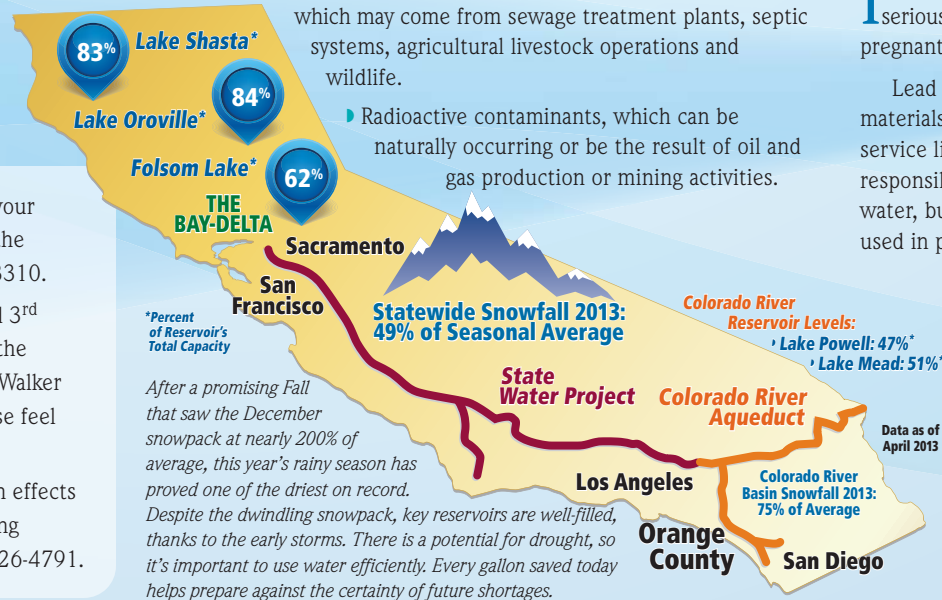 which may come from sewage treatment plants, septic
systems, agricultural livestock operations and
wildlife.
◗ Radioactive contaminants, which can be
naturally occurring or be the result of oil and
gas production or mining activities.
serious
pregnant
Lead
materials
service li
responsil
water, bu
used in p
your
the
3310.
l 3rd
the
Walker
se feel
n effects
ng
26-4791.
83%
Lake Shasta*
84%
Lake Oroville*
Folsom Lake*
62%
THE
BAY-DELTA
Sacramento
San
Francisco
*Percent
of Reservoir's
Total Capacity
Statewide Snowfall 2013:
49% of Seasonal Average
Colorado River
Reservoir Levels:
◗ Lake Powell: 47%*
◗ Lake Mead: 51%*
State
Water Project
Colorado River
Aqueduct
Data as of
April 2013
Los Angeles
Colorado River
Basin Snowfall 2013:
75% of Average
Orange
County
San Diego
After a promising Fall
that saw the December
snowpack at nearly 200% of
average, this year's rainy season has
proved one of the driest on record.
Despite the dwindling snowpack, key reservoirs are well-filled,
thanks to the early storms. There is a potential for drought, so
it's important to use water efficiently. Every gallon saved today
helps prepare against the certainty of future shortages.